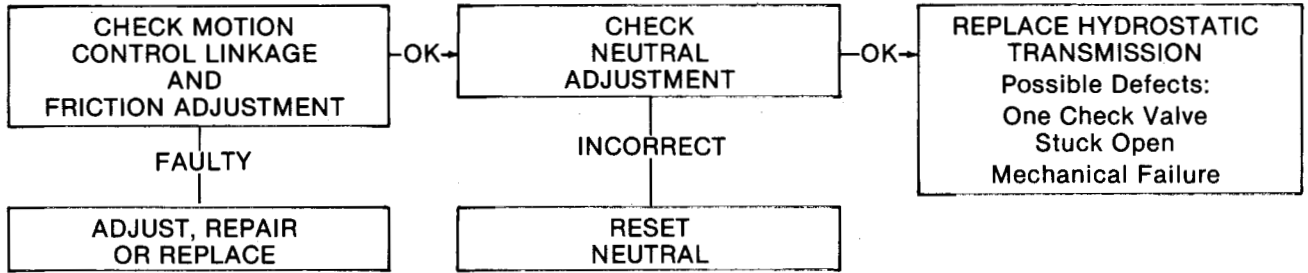 CHECK MOTION
CONTROL LINKAGE
AND
FRICTION ADJUSTMENT
OK
CHECK
NEUTRAL
ADJUSTMENT
OK
REPLACE HYDROSTATIC
TRANSMISSION
Possible Defects:
One Check Valve
Stuck Open
Mechanical Failure
FAULTY
INCORRECT
ADJUST, REPAIR
OR REPLACE
RESET
NEUTRAL